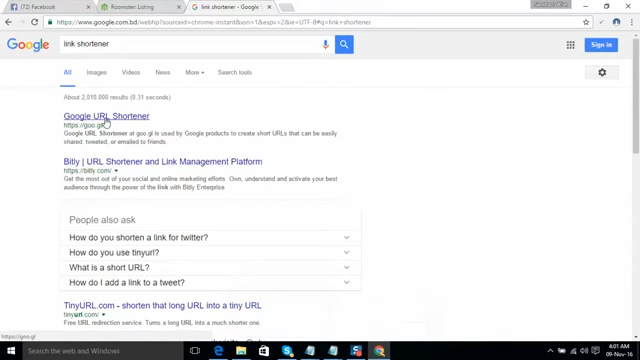 (72) Facebook
Roomster: Listing
link shortener - Google S
https://www.google.com.bd/webhp?sourceid=chrome-instant&ion=1&espv=2&ie=UTF-8#q=link+shortener
Google
link shortener
Sign in
All
Images
Videos
News
More
Search tools
About 2,010,000 results (0.31 seconds)
Google URL Shortener
https://goo.gl/
Google URL Shortener at goo.gl is used by Google products to create short URLs that can be easily
shared, tweeted, or emailed to friends.
Bitly | URL Shortener and Link Management Platform
https://bitly.com/
Get the most out of your social and online marketing efforts. Own, understand and activate your best
audience through the power of the link with Bitly Enterprise.
People also ask
How do you shorten a link for twitter?
How do you use tinyurl?
What is a short URL?
How do I add a link to a tweet?
TinyURL.com - shorten that long URL into a tiny URL
tinyurl.com/
Free URL redirection service. Turns a long URL into a much shorter one.
https://goo.gl
Search the web and Windows
4:01 AM
09-Nov-16